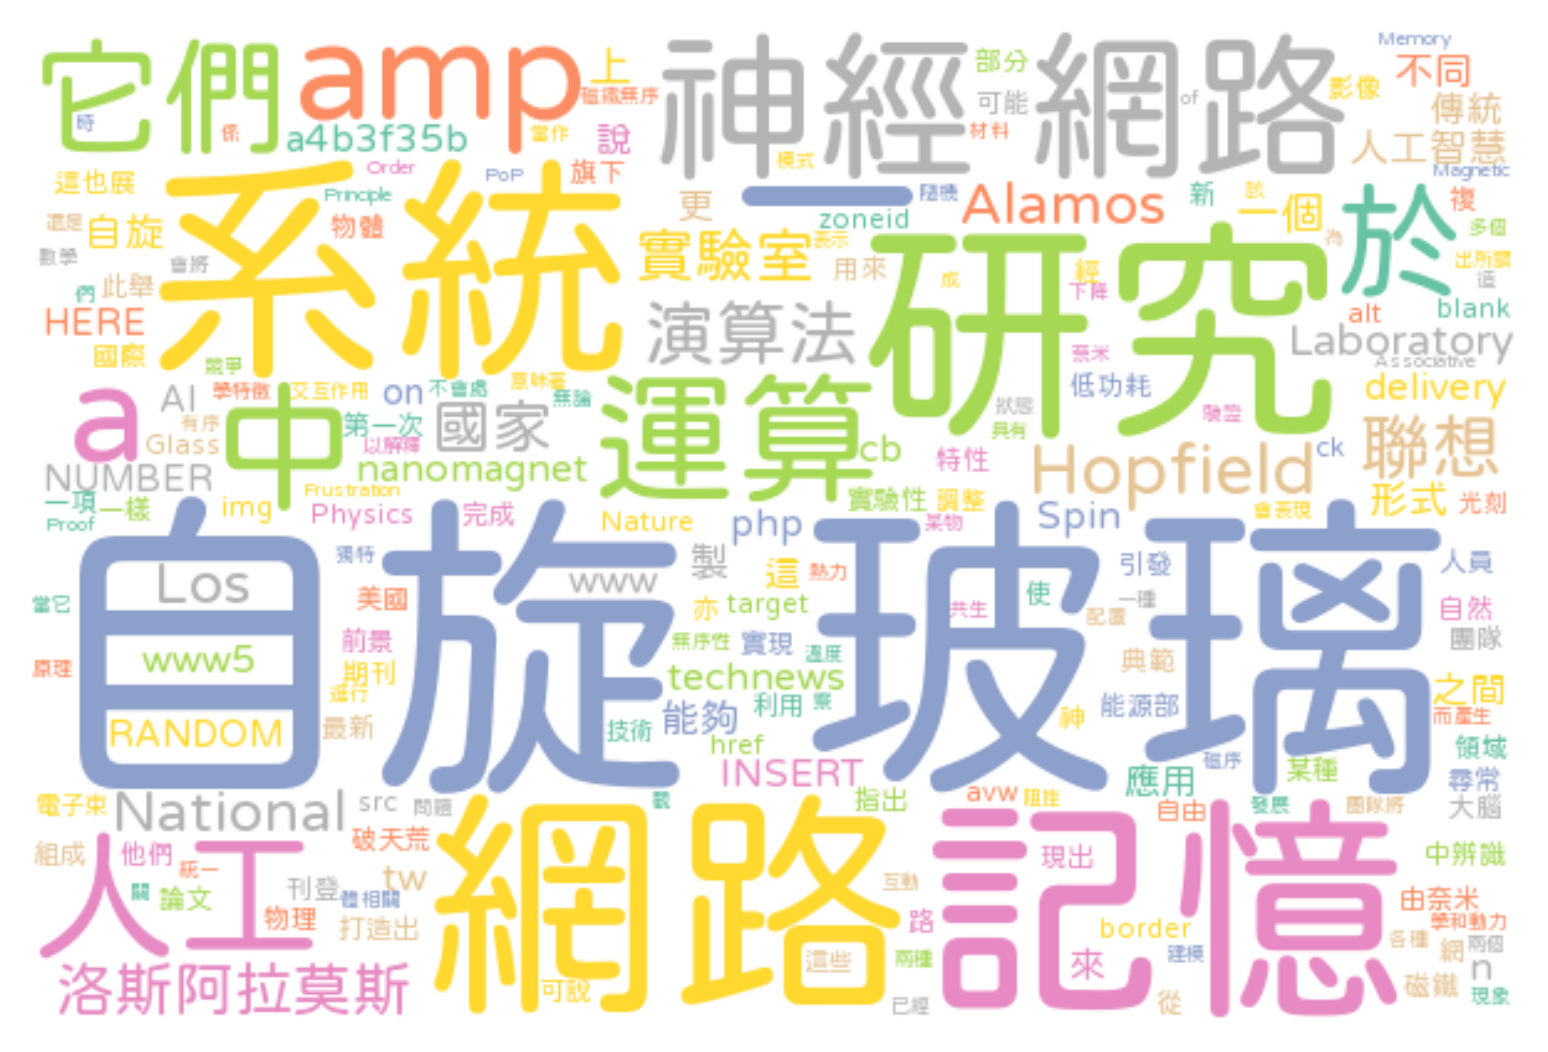 它們
amp
上
磁鐵無序
神經網路
部分
可能
of
材料
Memory
不同
影像
傳統
人工智慧
Magnetic
時
係
a4b3f35b
當作
說
模式
這也展
Order
PoP
旗下
Principle
系統
還是
自旋
物體
更
一
隨機
zoneid
Alamos
新
該
一個
於
複
多個
數學
會將
實驗室
表示
用來
研究
為
出所謂
造
們
此舉
成
經
下降
HERE
演算法
alt
blank
Laboratory
國際
競爭
奈米
Associative
a
AI
學特徵
交互作用
on
不會處
意味著
無論
運算
低功耗
delivery
有序
Glass
中
第一次
國家
以解釋
狀態
具有
驗證
NUMBER
nanomagnet
cb
特性
Hopfield
ck
聯想
一項
一樣
Proof
img
Frustration
Physics
完成
Nature
php
實驗性
調整
某物
Spin
會表現
形式
光刻
自旋玻璃
Los
獨特
www
製
這
熱力
引發
人員
當它
美國
亦
target
共生
使
一種
配置
自然
www5
前景
無序性
實現
溫度
團隊
原理
期刊
進行
technews
典範
之間
RANDOM
最新
技術
能夠
利用
案
神
能源部
而產生
href
INSERT
磁序
領域
應用
某種
尋常
電子束
National
src
問題
觀
指出
avw
阻挫
自由
發展
團隊將
大腦
組成
人工
他們
統一
破天荒
網路
記憶
現出
中辨識
關
論文
刊登
體相關
tw
互動
由奈米
物理
打造出
路
border
學和動力
洛斯阿拉莫斯
可說
這些
兩種
來
建模
各種
網
兩個
n
已經
從
磁鐵
現象